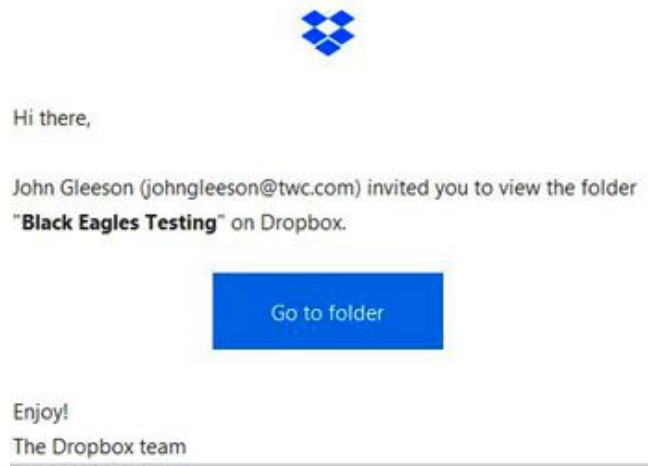 Hi there,
John Gleeson (johngleeson@twc.com) invited you to view the folder
"Black Eagles Testing" on Dropbox.
Go to folder
Enjoy!
The Dropbox team